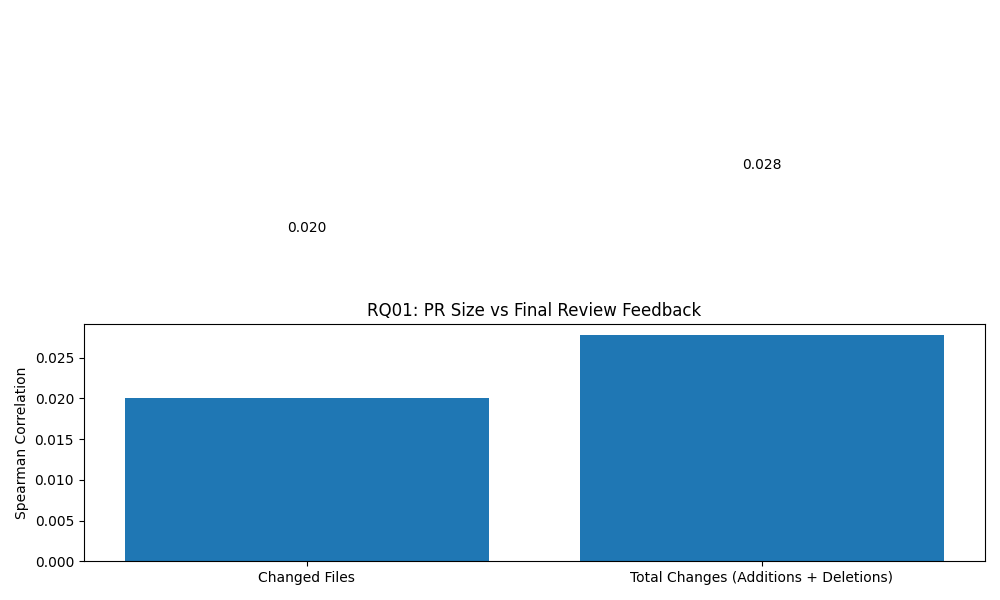 0.028
0.020
RQ01: PR Size vs Final Review Feedback
Spearman Correlation
0.025
0.020
0.015
0.010
0.005
0.000
Changed Files
Total Changes (Additions + Deletions)